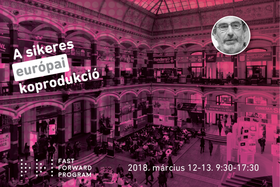 A sikeres
európai
koprodukció
FAST
FORWARD
PROGRAM
2018. március 12-13. 9:30-17:30